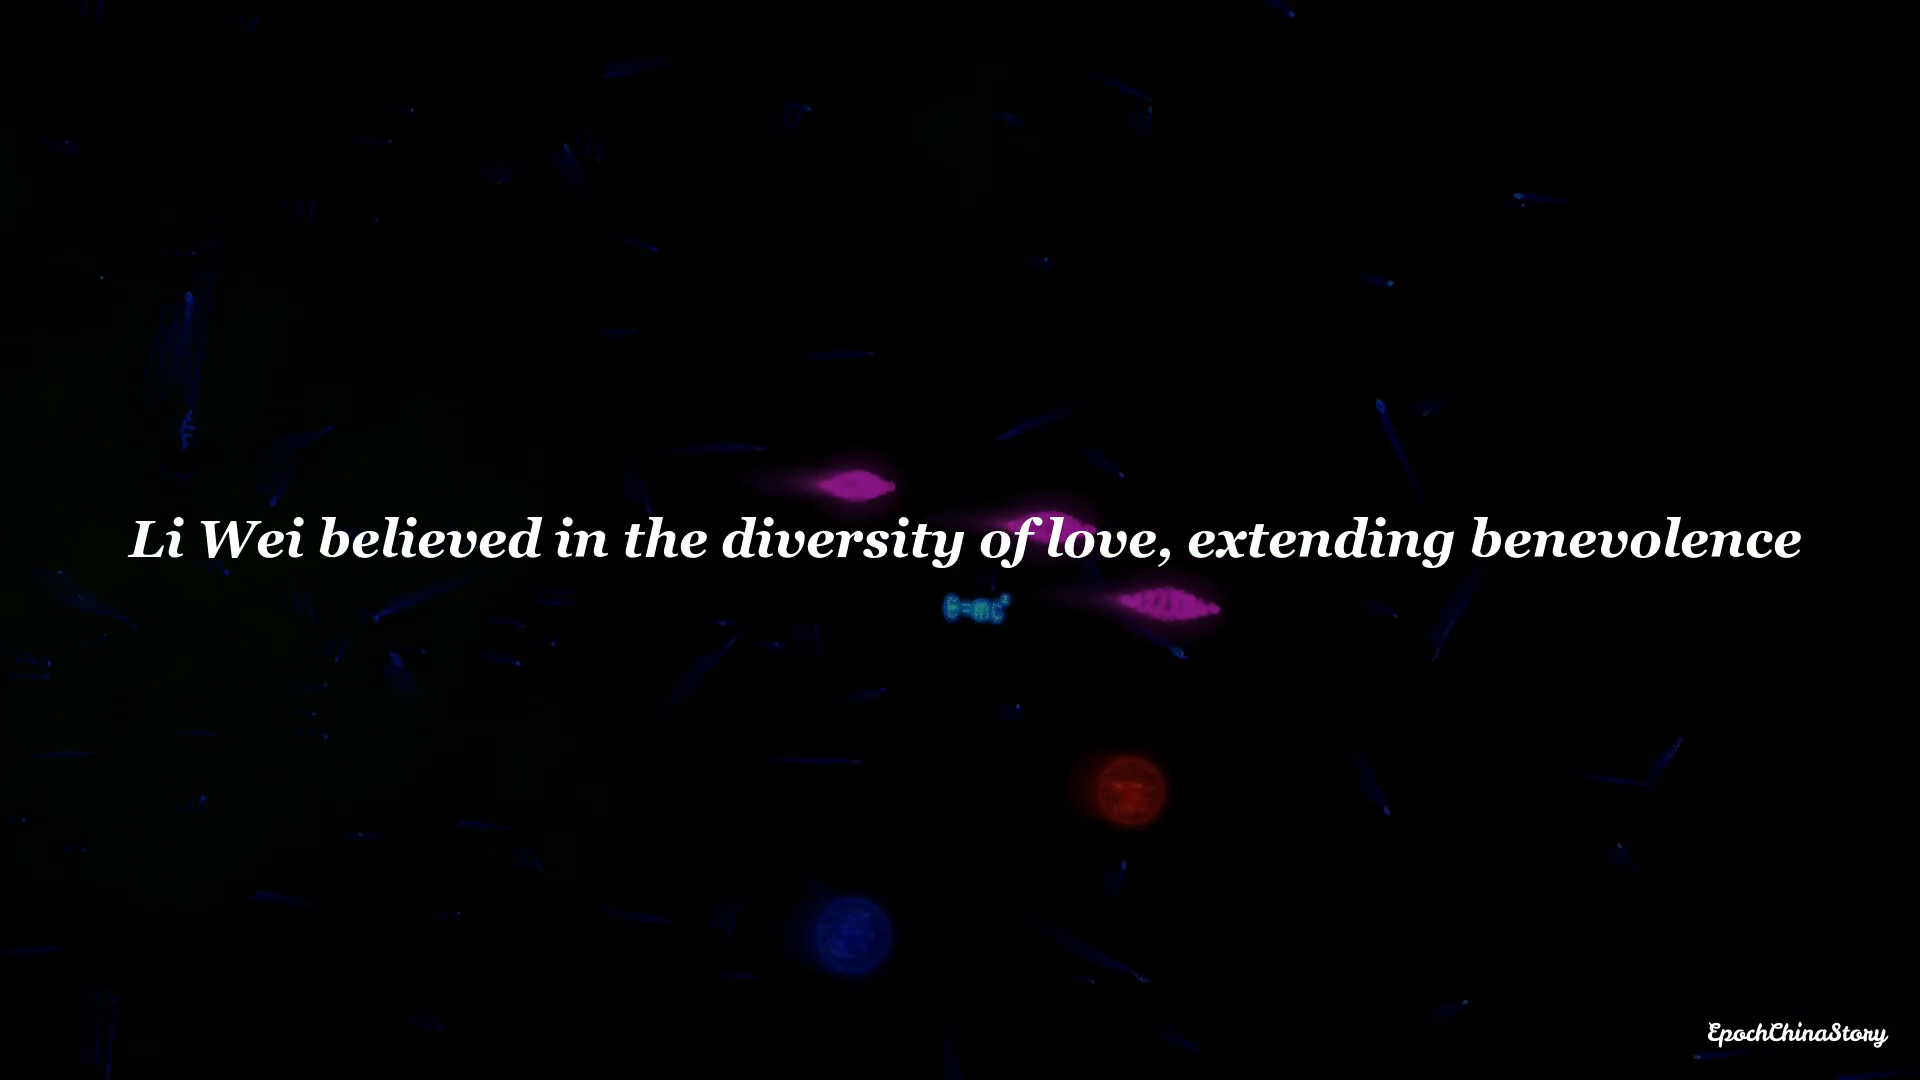 Li Wei believed in the diversity of love, extending benevolence
E=mc²
EpochChinaStory